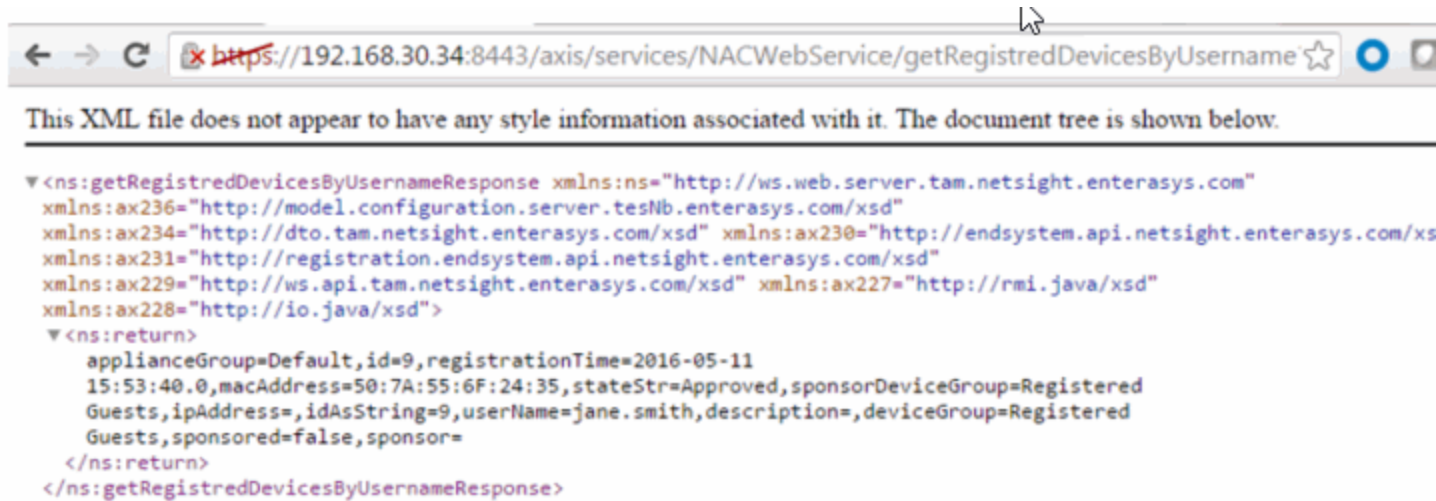 https://192.168.30.34:8443/axis/services/NACWebService/getRegistredDevicesByUsername
This XML file does not appear to have any style information associated with it. The document tree is shown below.
▼<ns:getRegistredDevicesByUsernameResponse xmlns:ns="http://ws.web.server.tam.netsight.enterasys.com"
xmlns:ax236="http://model.configuration.server.tesNb.enterasys.com/xsd"
xmlns:ax234="http://dto.tam.netsight.enterasys.com/xsd" xmlns:ax230="http://endsystem.api.netsight.enterasys.com/xs
xmlns:ax231="http://registration.endsystem.api.netsight.enterasys.com/xsd"
xmlns:ax229="http://ws.api.tam.netsight.enterasys.com/xsd" xmlns:ax227="http://rmi.java/xsd"
xmlns:ax228="http://io.java/xsd">
▼<ns:return>
applianceGroup=Default,id=9,registrationTime=2016-05-11
15:53:40.0,macAddress=50:7A:55:6F:24:35,stateStr=Approved,sponsorDeviceGroup=Registered
Guests,ipAddress=,idAsString=9,userName=jane.smith,description=,deviceGroup=Registered
Guests,sponsored=false,sponsor=
</ns:return>
</ns:getRegistredDevicesByUsernameResponse>